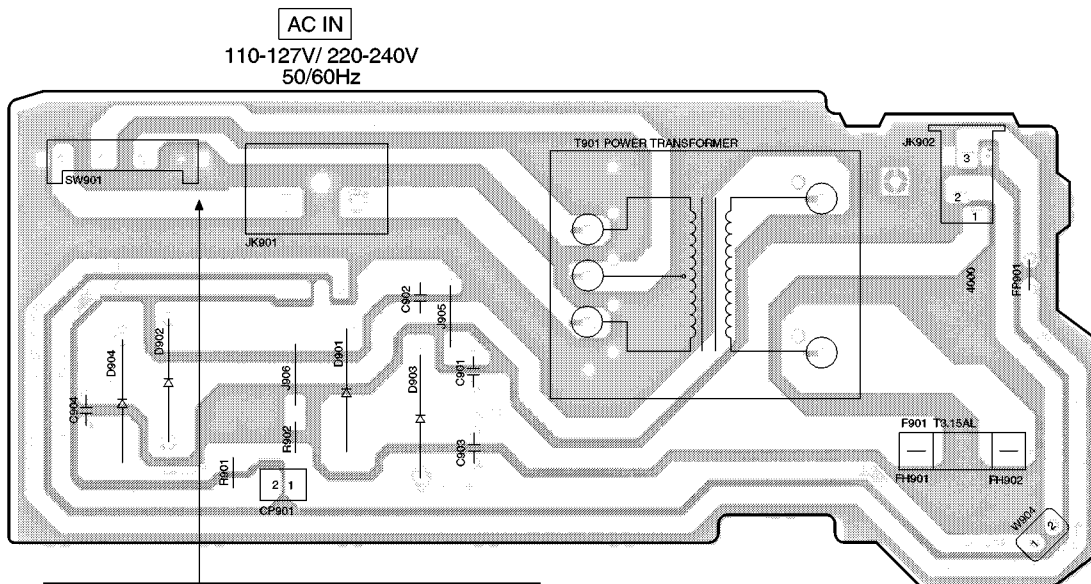 AC IN
110-127V/ 220-240V
50/60Hz
T901 POWER TRANSFORMER
JK902
3
SW901
2
1
JK901
4000
FP901
C902
J905
D902
D904
D901
J906
D903
C901
C904
F901 T3.15AL
R902
C903
R901
FH901
FH902
2 1
CP901
W904
1 2